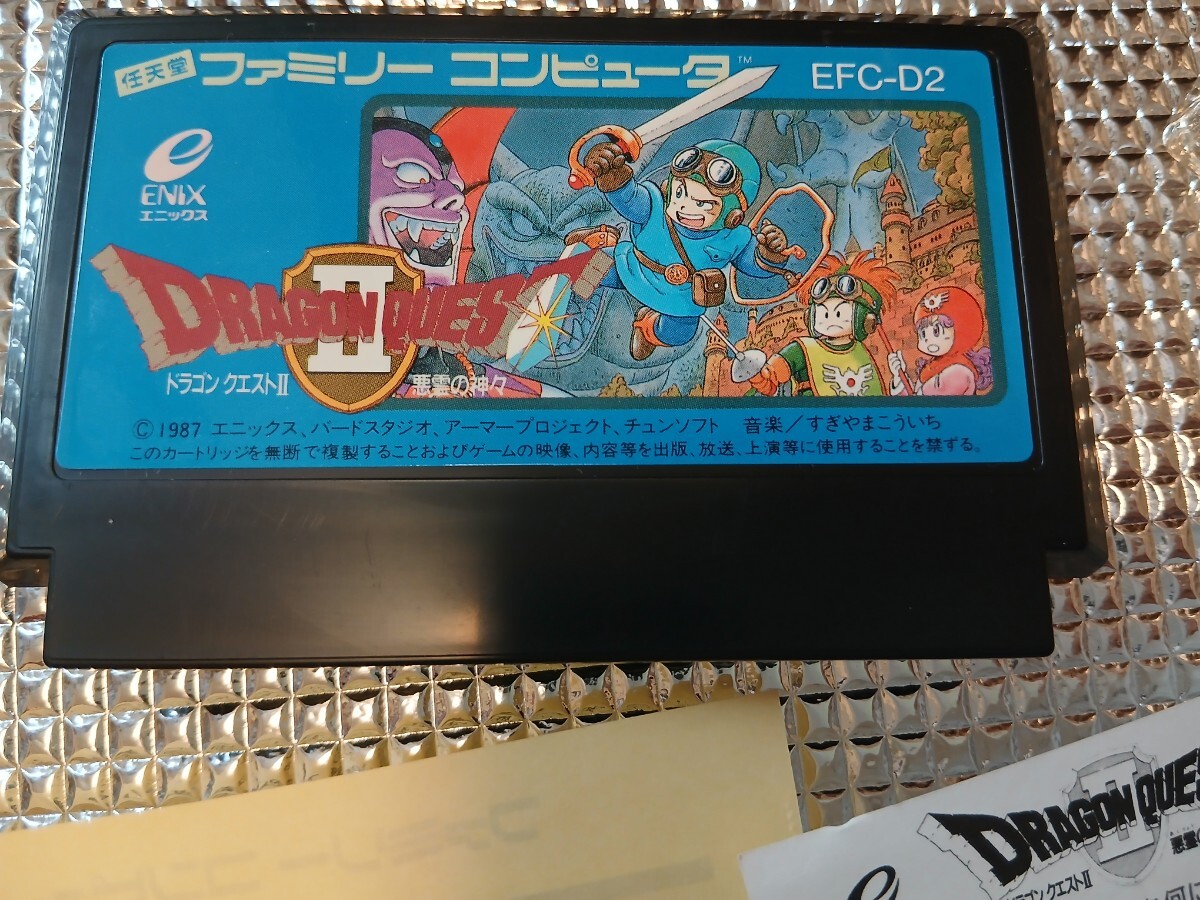 任天堂 ファミリー コンピュータ™ EFC-D2
ENIX
エニックス
DRAGON QUEST
II
ドラゴン クエストII 悪霊の神々
© 1987 エニックス、バードスタジオ、アーマープロジェクト、チュンソフト 音楽/すぎやまこういち
このカートリッジを無断で複製することおよびゲームの映像、内容等を出版、放送、上演等に使用することを禁ずる。
DRAGON QUES
II
ドラゴン クエストII